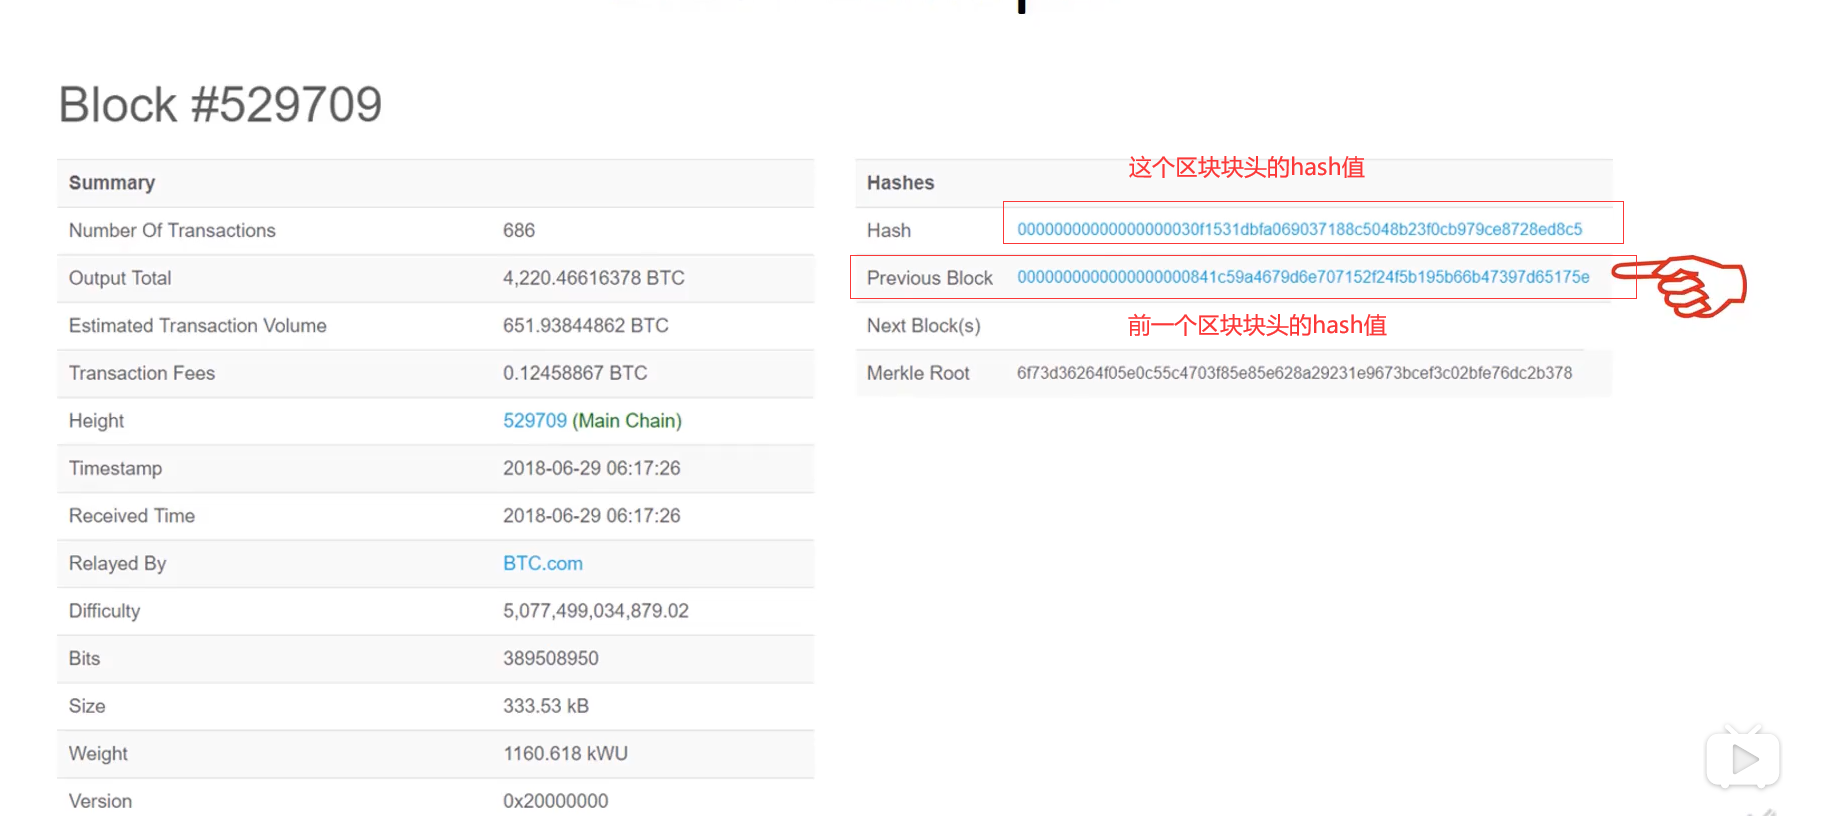 Block #529709
Summary
Number Of Transactions 686
Output Total 4,220.46616378 BTC
Estimated Transaction Volume 651.93844862 BTC
Transaction Fees 0.12458867 BTC
Height 529709 (Main Chain)
Timestamp 2018-06-29 06:17:26
Received Time 2018-06-29 06:17:26
Relayed By BTC.com
Difficulty 5,077,499,034,879.02
Bits 389508950
Size 333.53 kB
Weight 1160.618 kWU
Version 0x20000000
这个区块块头的hash值
Hashes
Hash 00000000000000000030f1531dbfa069037188c5048b23f0cb979ce8728ed8c5
Previous Block 0000000000000000000841c59a4679d6e707152f24f5b195b66b47397d65175e
Next Block(s)
前一个区块块头的hash值
Merkle Root 6f73d36264f05e0c55c4703f85e85e628a29231e9673bcef3c02bfe76dc2b378